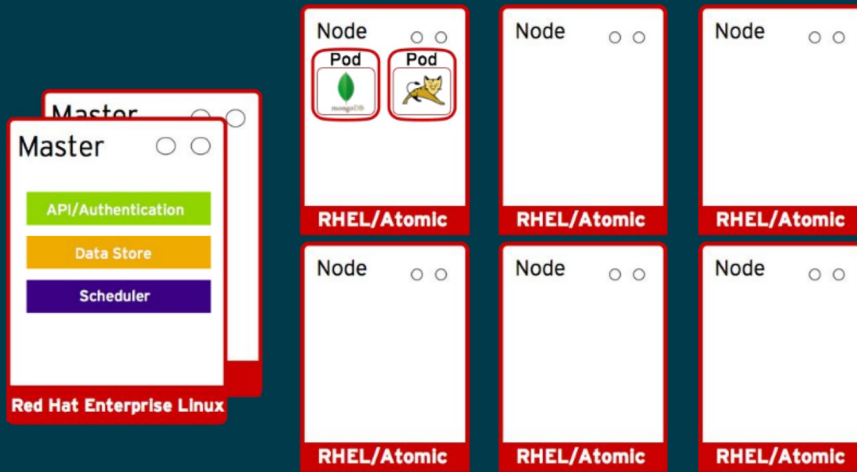 Master
Master
API/Authentication
Data Store
Scheduler
Red Hat Enterprise Linux
Node
Pod
mongoDB
Pod
RHEL/Atomic
Node
RHEL/Atomic
Node
RHEL/Atomic
Node
RHEL/Atomic
Node
RHEL/Atomic
Node
RHEL/Atomic